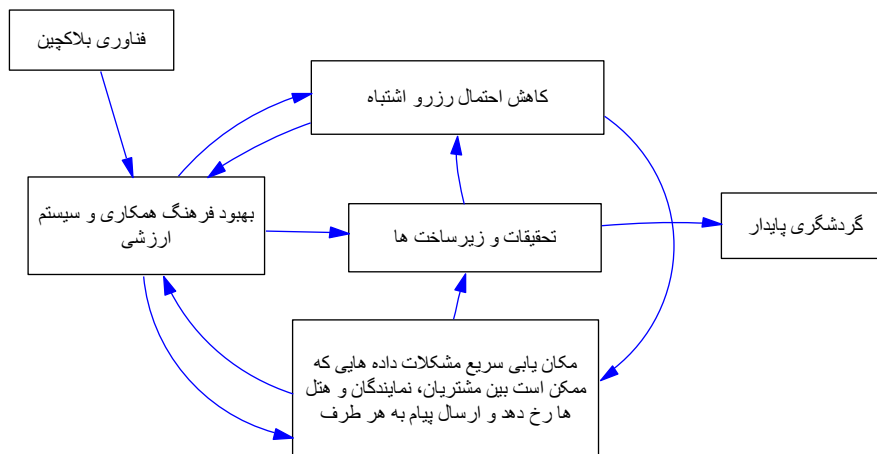 فناوری بلاکچین
کاهش احتمال رزرو اشتباه
بهبود فرهنگ همکاری و سیستم
ارزشی
تحقیقات و زیرساخت ها
گردشگری پایدار
مکان یابی سریع مشکلات داده هایی که
ممکن است بین مشتریان، نمایندگان و هتل
ها رخ دهد و ارسال پیام به هر طرف